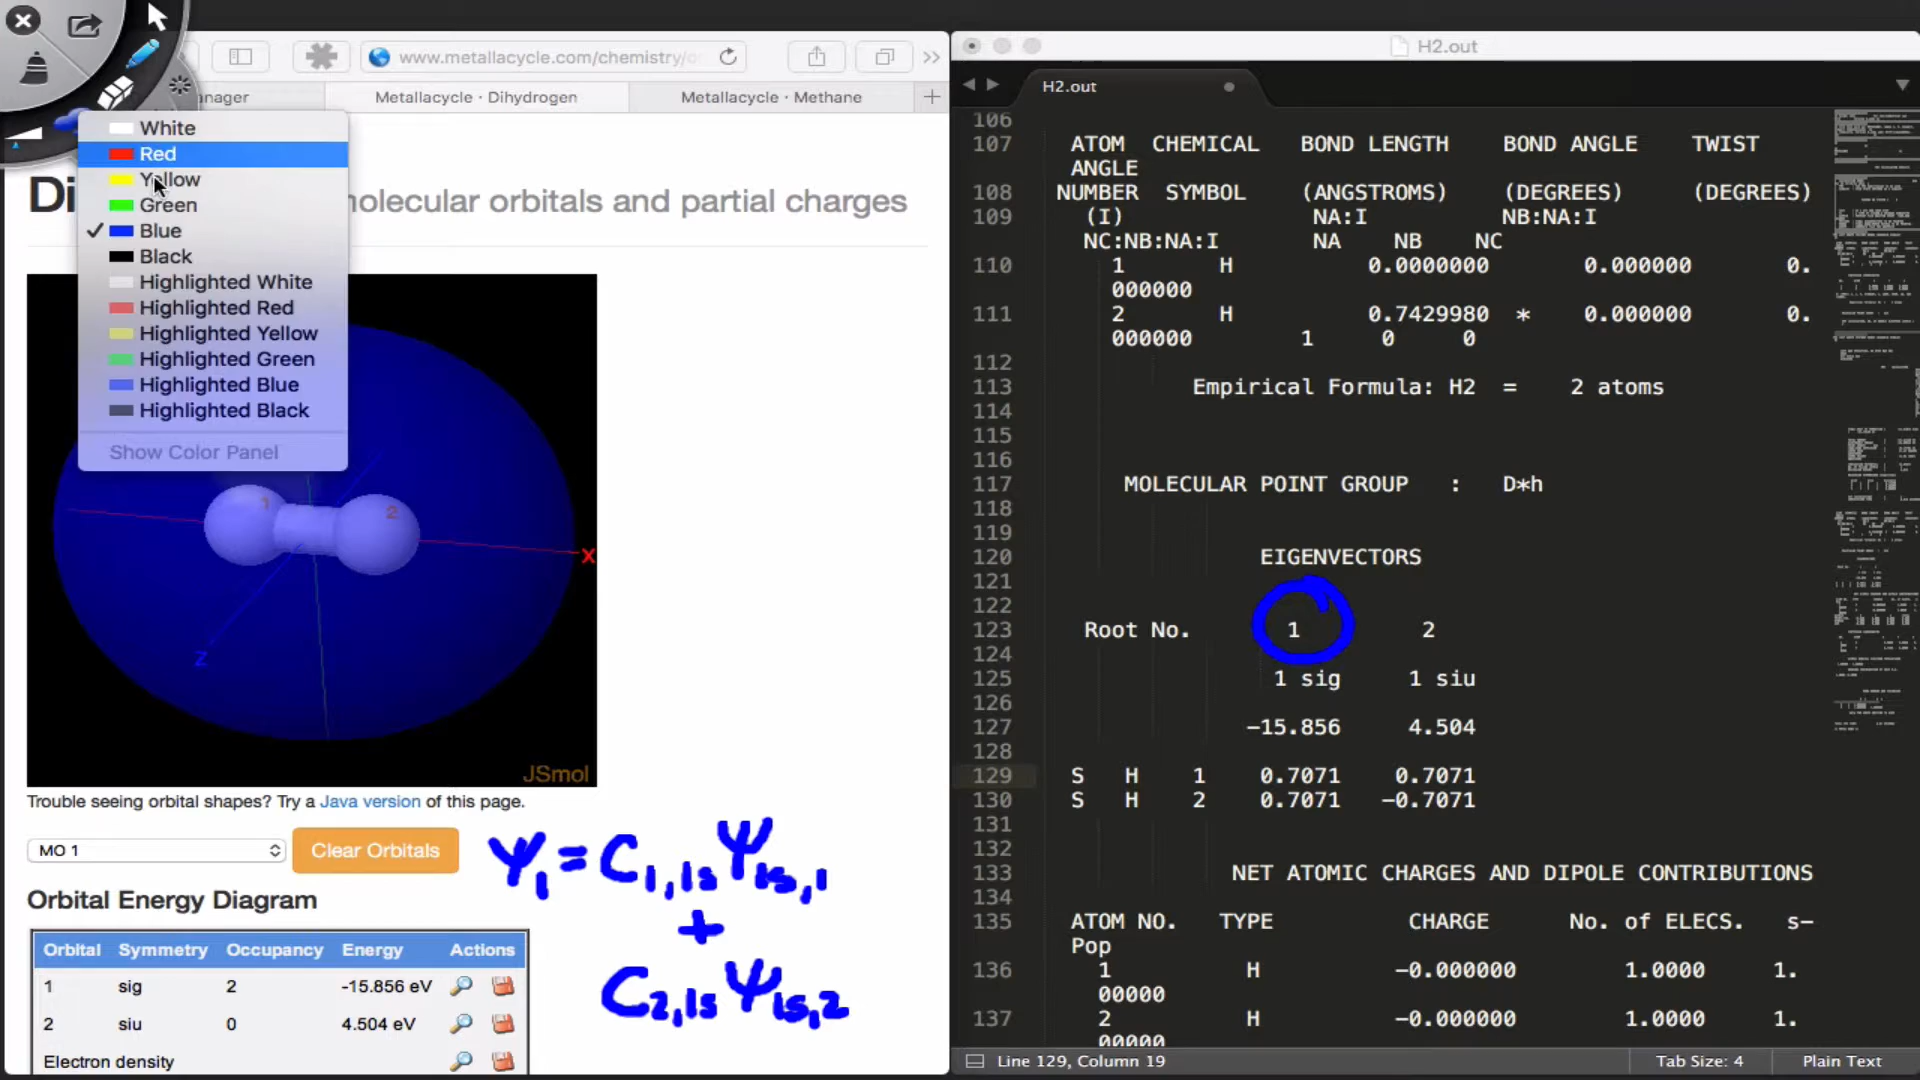 www.metallacycle.com/chemistry/
anager
Metallacycle · Dihydrogen
Metallacycle · Methane
White
Red
Yellow
Green
Blue
Black
Highlighted White
Highlighted Red
Highlighted Yellow
Highlighted Green
Highlighted Blue
Highlighted Black
Show Color Panel
Di
olecular orbitals and partial charges
1
2
X
Z
JSmol
Trouble seeing orbital shapes? Try a Java version of this page.
MO 1
Clear Orbitals
Orbital Energy Diagram
Orbital Symmetry Occupancy Energy Actions
1 sig 2 -15.856 eV
2 siu 0 4.504 eV
Electron density
Ψ₁ = C₁,₁s Ψ₁s,₁
+
C₂,₁s Ψ₁s,₂
H2.out
H2.out
106
107 ATOM CHEMICAL BOND LENGTH BOND ANGLE TWIST
ANGLE
108 NUMBER SYMBOL (ANGSTROMS) (DEGREES) (DEGREES)
109 (I) NA:I NB:NA:I
NC:NB:NA:I NA NB NC
110 1 H 0.0000000 0.000000 0.
000000
111 2 H 0.7429980 * 0.000000 0.
000000 1 0 0
112
113 Empirical Formula: H2 = 2 atoms
114
115
116
117 MOLECULAR POINT GROUP : D*h
118
119
120 EIGENVECTORS
121
122
123 Root No. 1 2
124
125 1 sig 1 siu
126
127 -15.856 4.504
128
129 S H 1 0.7071 0.7071
130 S H 2 0.7071 -0.7071
131
132
133 NET ATOMIC CHARGES AND DIPOLE CONTRIBUTIONS
134
135 ATOM NO. TYPE CHARGE No. of ELECS. s-
Pop
136 1 H -0.000000 1.0000 1.
00000
137 2 H -0.000000 1.0000 1.
00000
Line 129, Column 19
Tab Size: 4
Plain Text